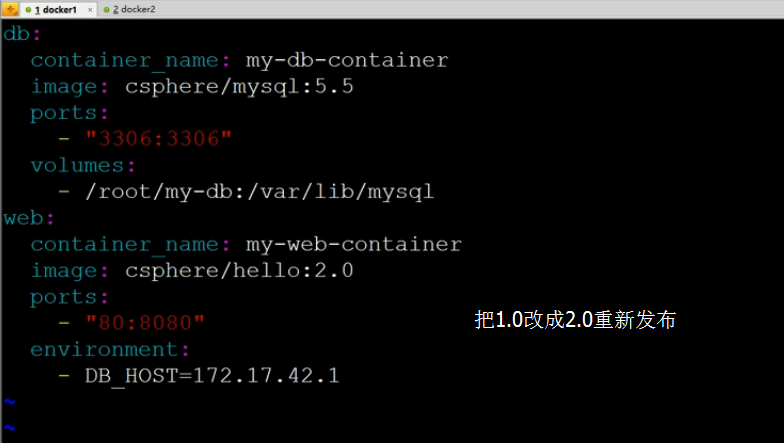 1 docker1 × 2 docker2
db:
  container_name: my-db-container
  image: csphere/mysql:5.5
  ports:
    - "3306:3306"
  volumes:
    - /root/my-db:/var/lib/mysql
web:
  container_name: my-web-container
  image: csphere/hello:2.0
  ports:
    - "80:8080"
把1.0改成2.0重新发布
  environment:
    - DB_HOST=172.17.42.1
~
~